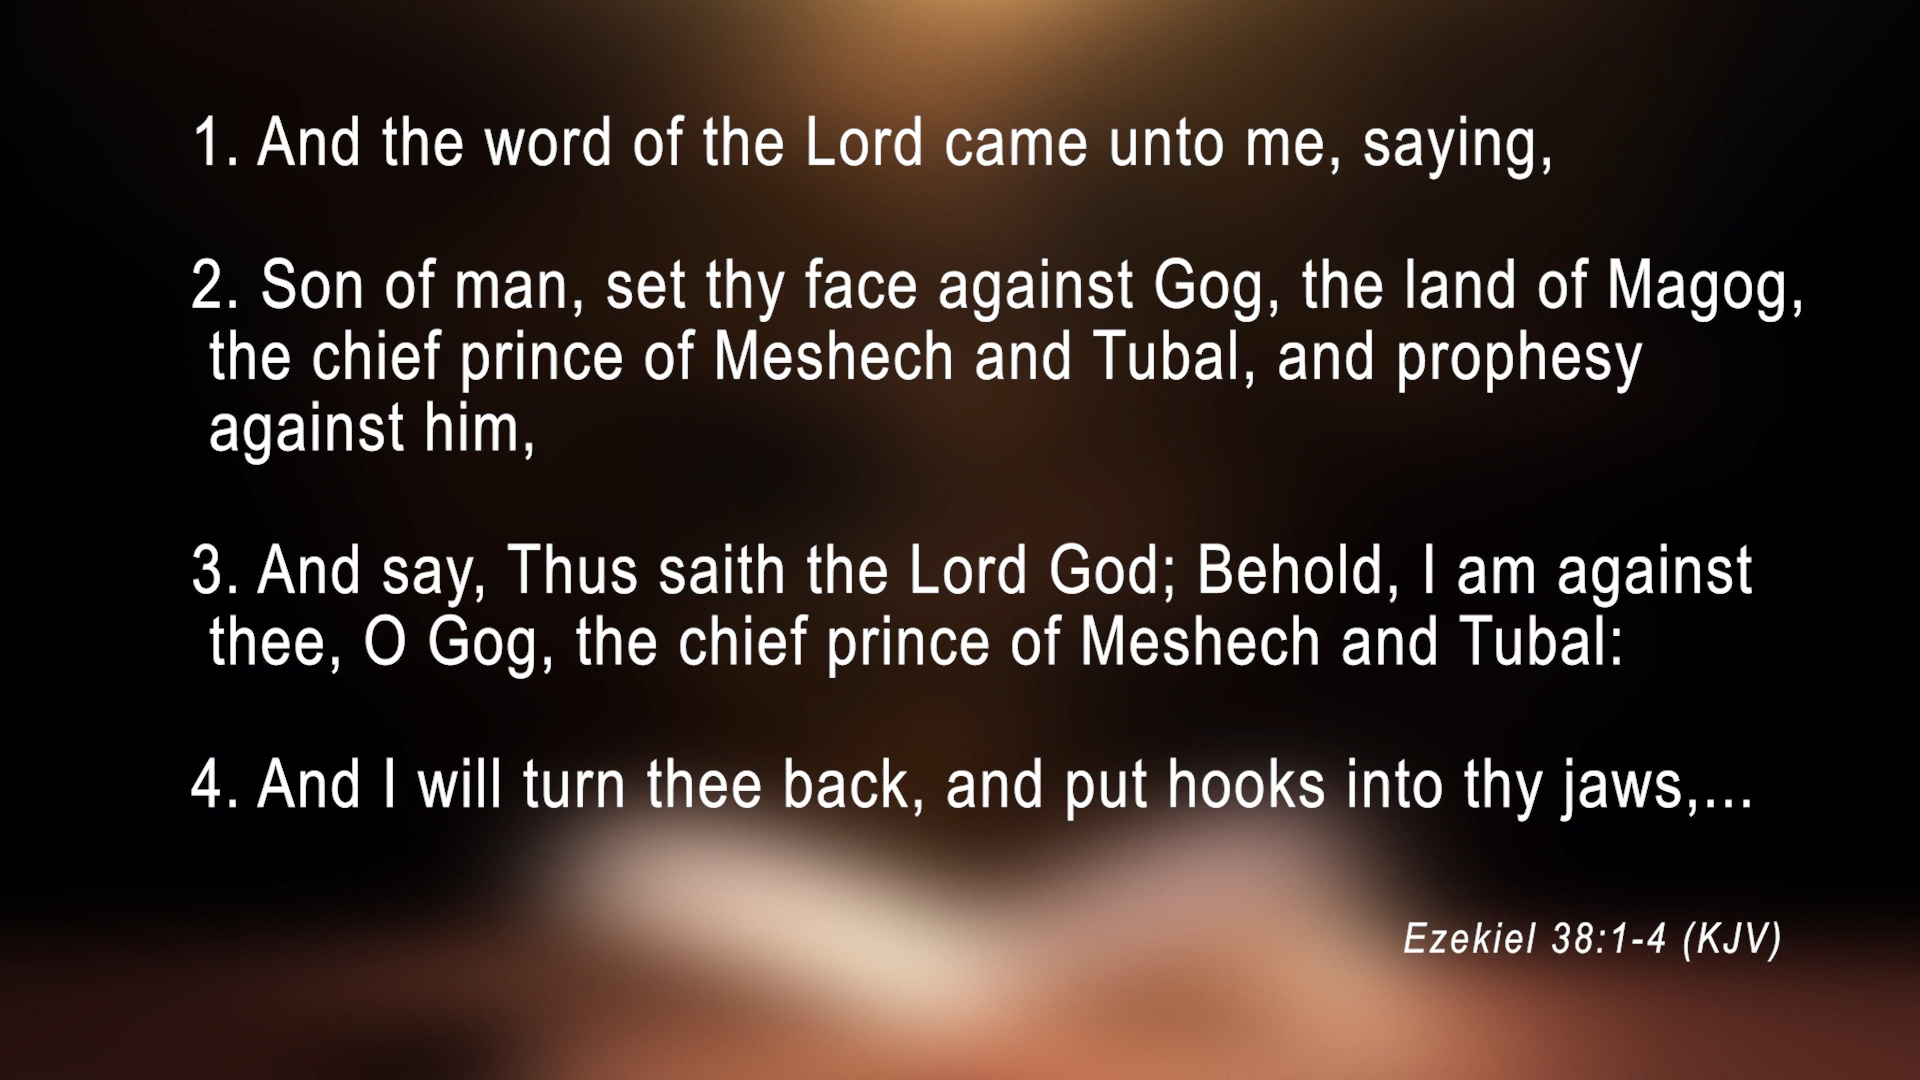 1. And the word of the Lord came unto me, saying,
2. Son of man, set thy face against Gog, the land of Magog,
the chief prince of Meshech and Tubal, and prophesy
against him,
3. And say, Thus saith the Lord God; Behold, I am against
thee, O Gog, the chief prince of Meshech and Tubal:
4. And I will turn thee back, and put hooks into thy jaws,...
Ezekiel 38:1-4 (KJV)